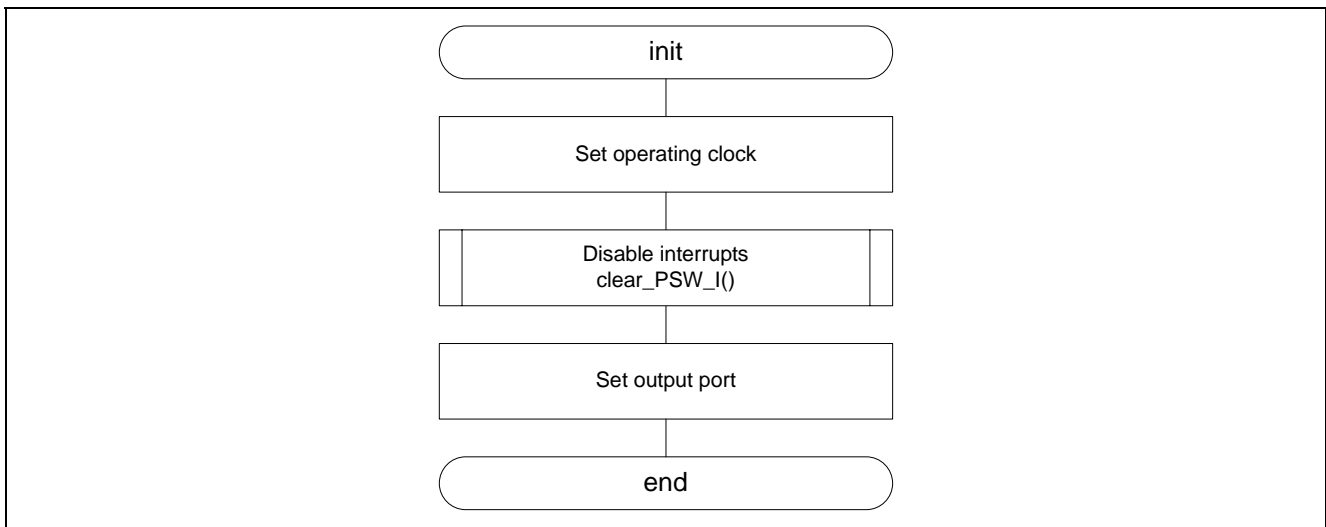 init
Set operating clock
Disable interrupts
clear_PSW_I()
Set output port
end